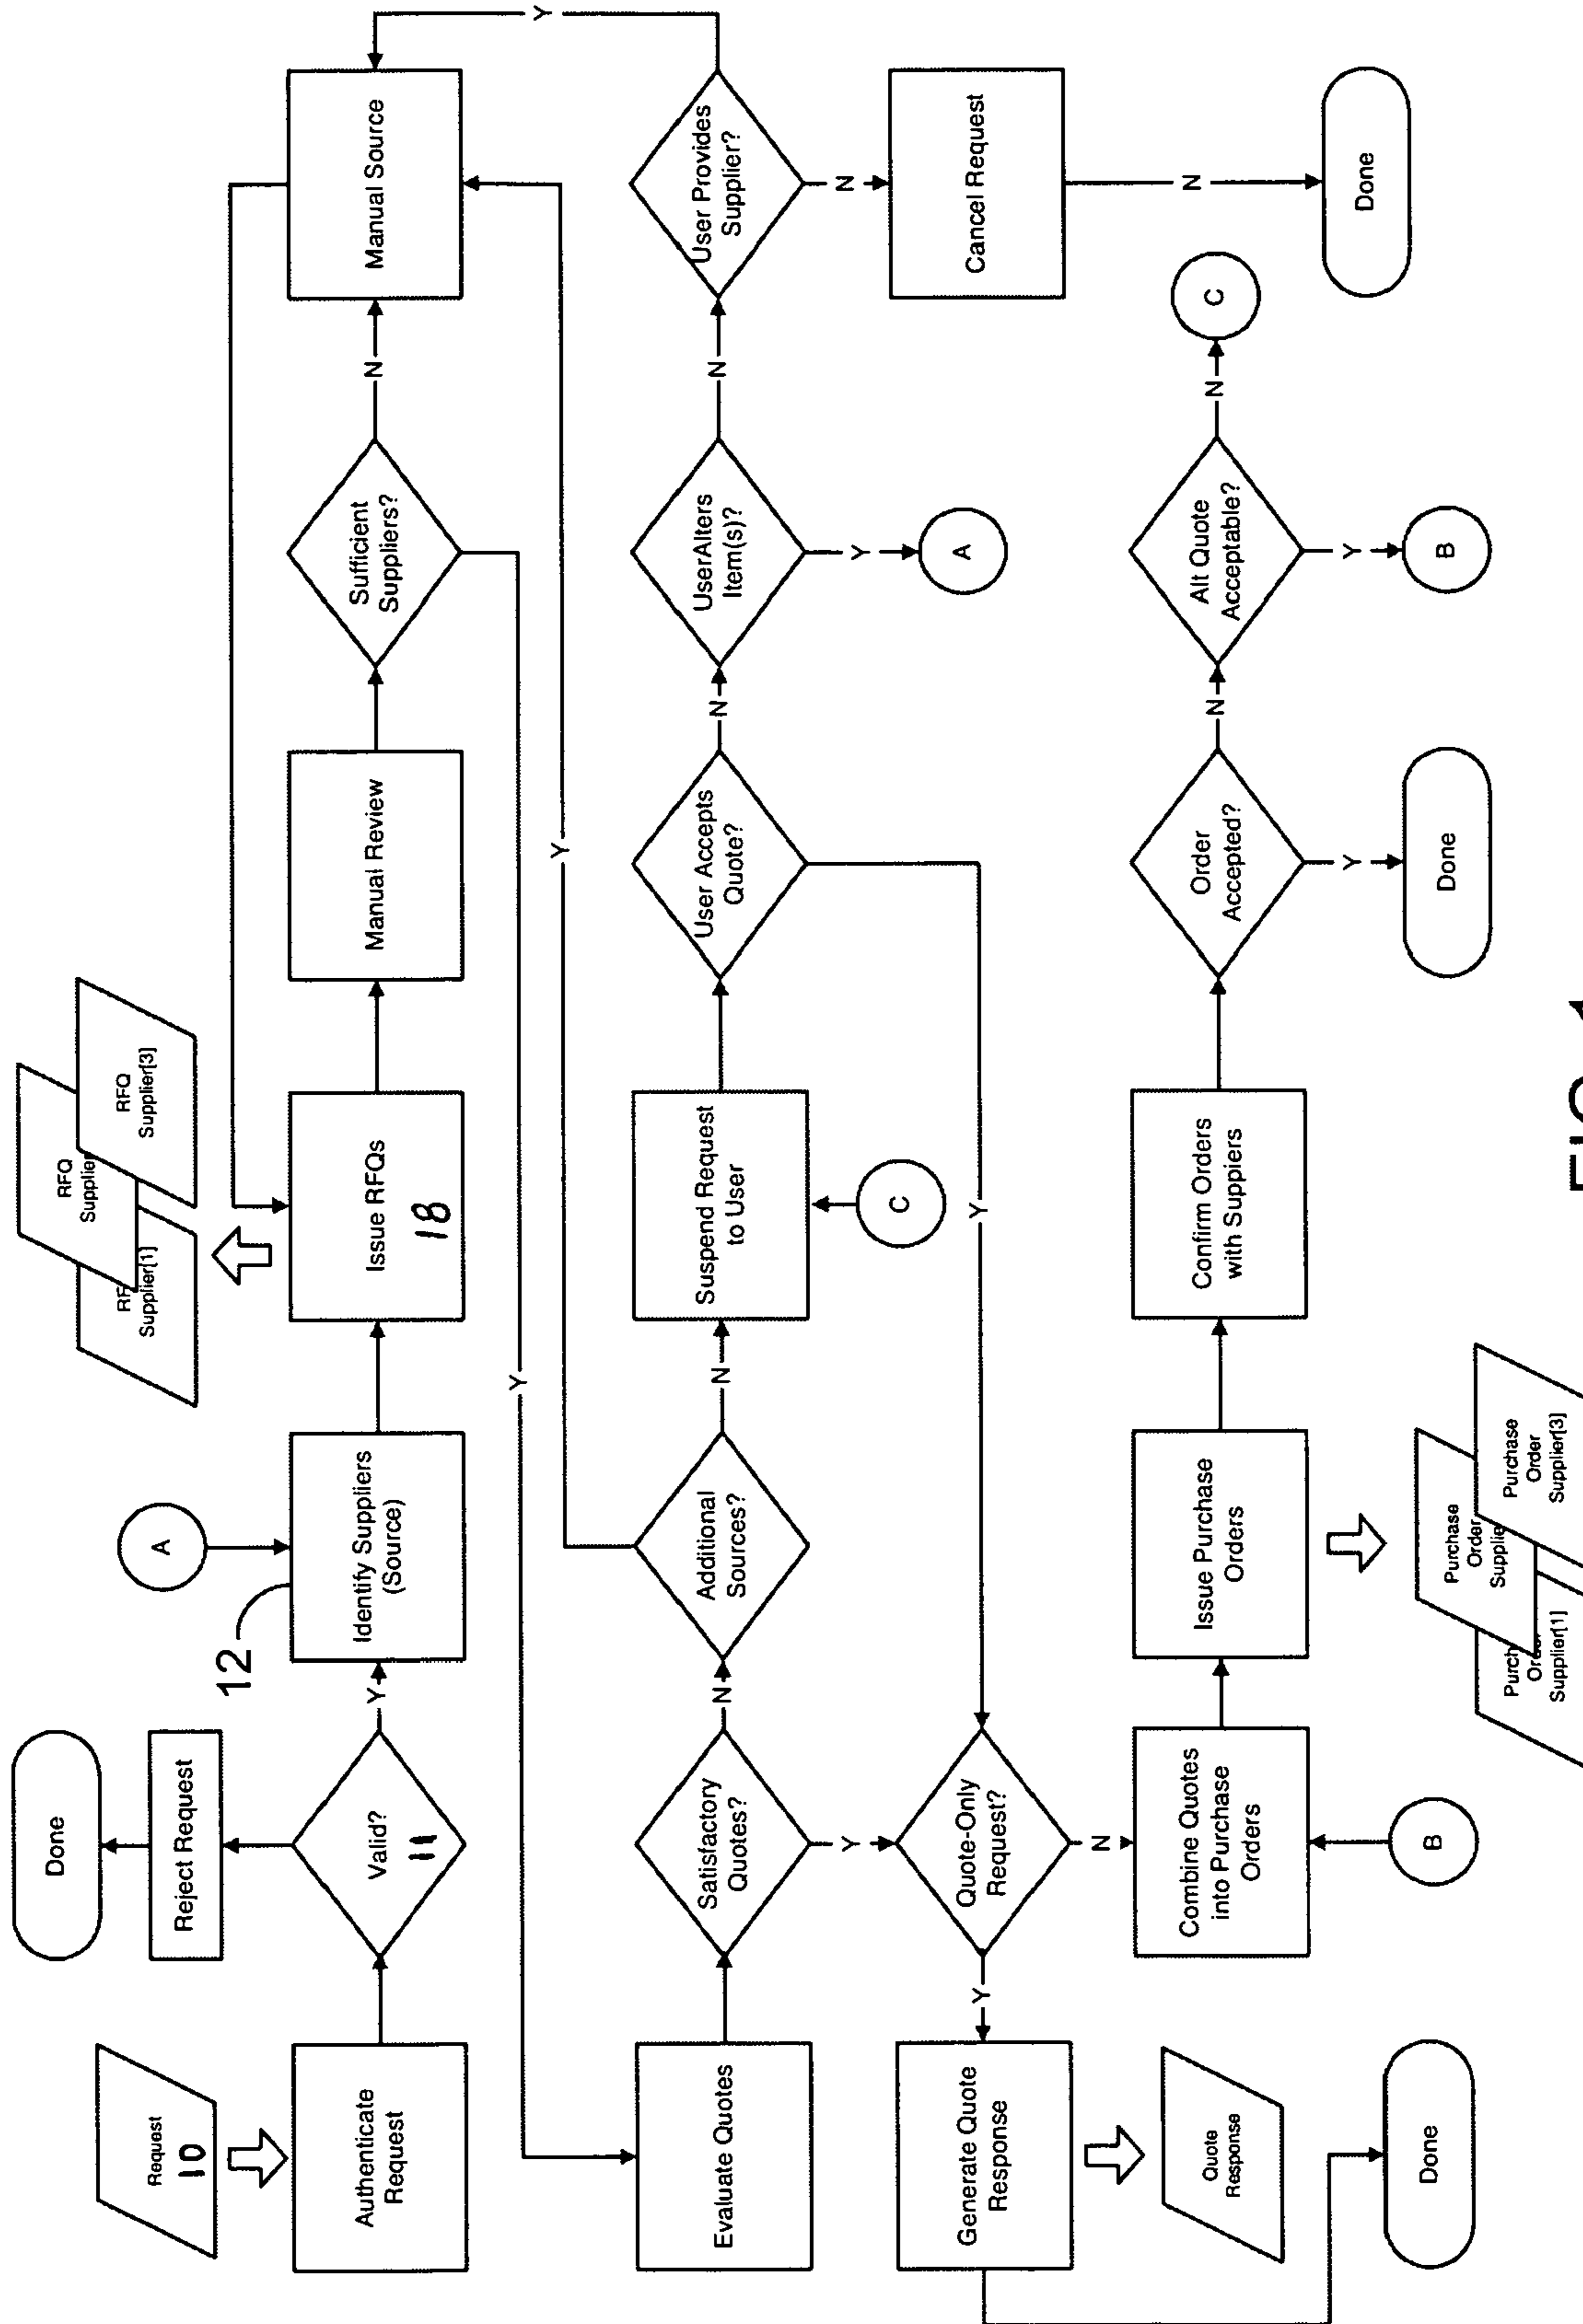 Request
10
Authenticate
Request
Done
Reject Request
Valid?
11
Y
A
12
Identify Suppliers
(Source)
RFQ
Supplier[3]
RFQ
Supplier[1]
Issue RFQs
18
Manual Review
Sufficient
Suppliers?
N
Manual Source
Y
Y
Y
Evaluate Quotes
Satisfactory
Quotes?
N
Additional
Sources?
N
Suspend Request
to User
C
User Accepts
Quote?
N
UserAlters
Item(s)?
N
User Provides
Supplier?
Y
Y
A
N
Cancel Request
N
Done
Y
Generate Quote
Response
Y
Quote-Only
Request?
N
Quote
Response
Done
Combine Quotes
into Purchase
Orders
B
Issue Purchase
Orders
Purchase
Order
Purchase
Order
Supplier[3]
Supplier[1]
Confirm Orders
with Suppiers
Order
Accepted?
N
Alt Quote
Acceptable?
N
C
Y
Done
Y
B